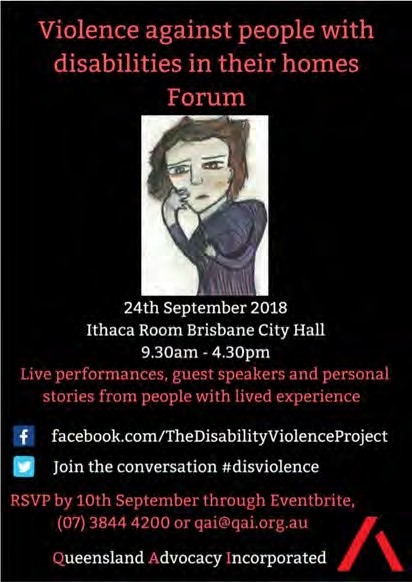 Violence against people with
disabilities in their homes
Forum
24th September 2018
Ithaca Room Brisbane City Hall
9.30am - 4.30pm
Live performances, guest speakers and personal
stories from people with lived experience
facebook.com/TheDisabilityViolenceProject
Join the conversation #disviolence
RSVP by 10th September through Eventbrite,
(07) 3844 4200 or qai@qai.org.au
Queensland Advocacy Incorporated